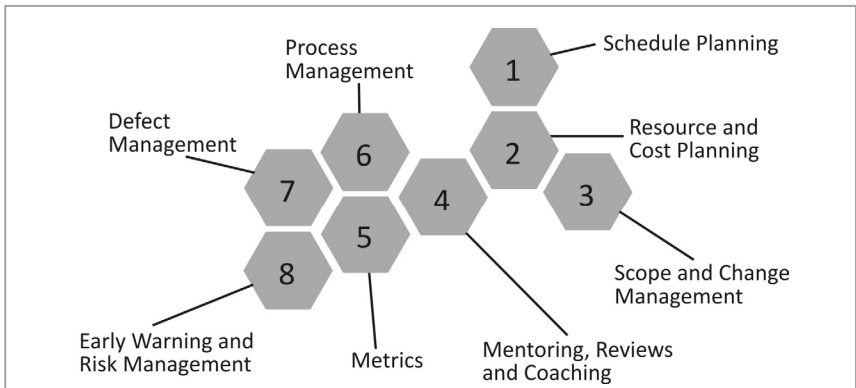 1
Schedule Planning
2
Resource and
Cost Planning
3
Scope and Change
Management
4
Mentoring, Reviews
and Coaching
5
Metrics
6
Process
Management
7
Defect
Management
8
Early Warning and
Risk Management